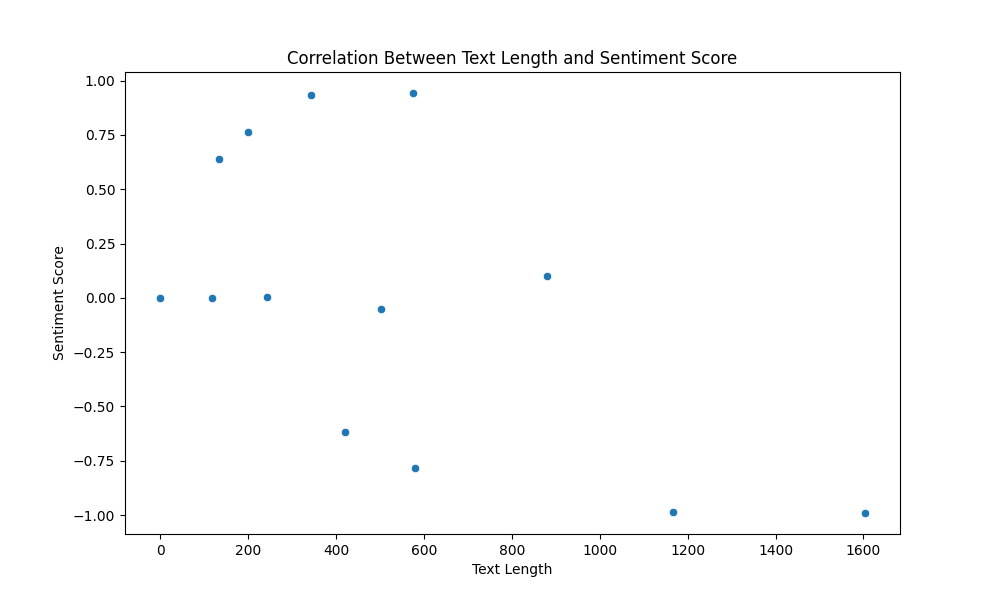 Correlation Between Text Length and Sentiment Score
1.00
0.75
0.50
0.25
0.00
−0.25
−0.50
−0.75
−1.00
Sentiment Score
0 200 400 600 800 1000 1200 1400 1600
Text Length